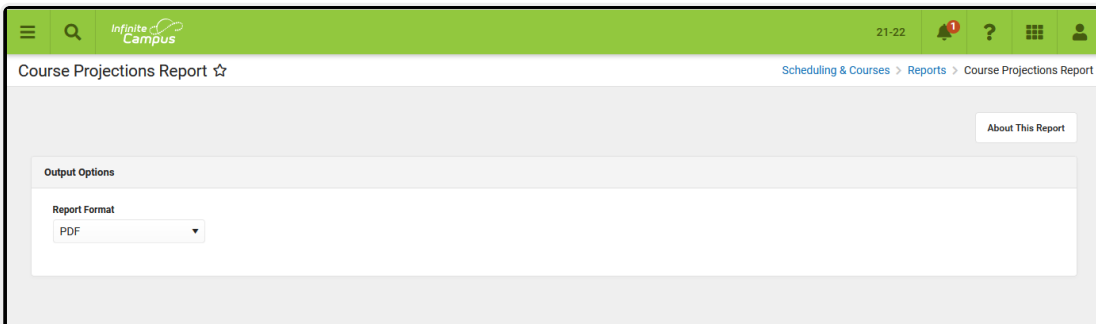 Infinite
Campus
21-22
1
?
Course Projections Report
Scheduling & Courses > Reports > Course Projections Report
About This Report
Output Options
Report Format
PDF